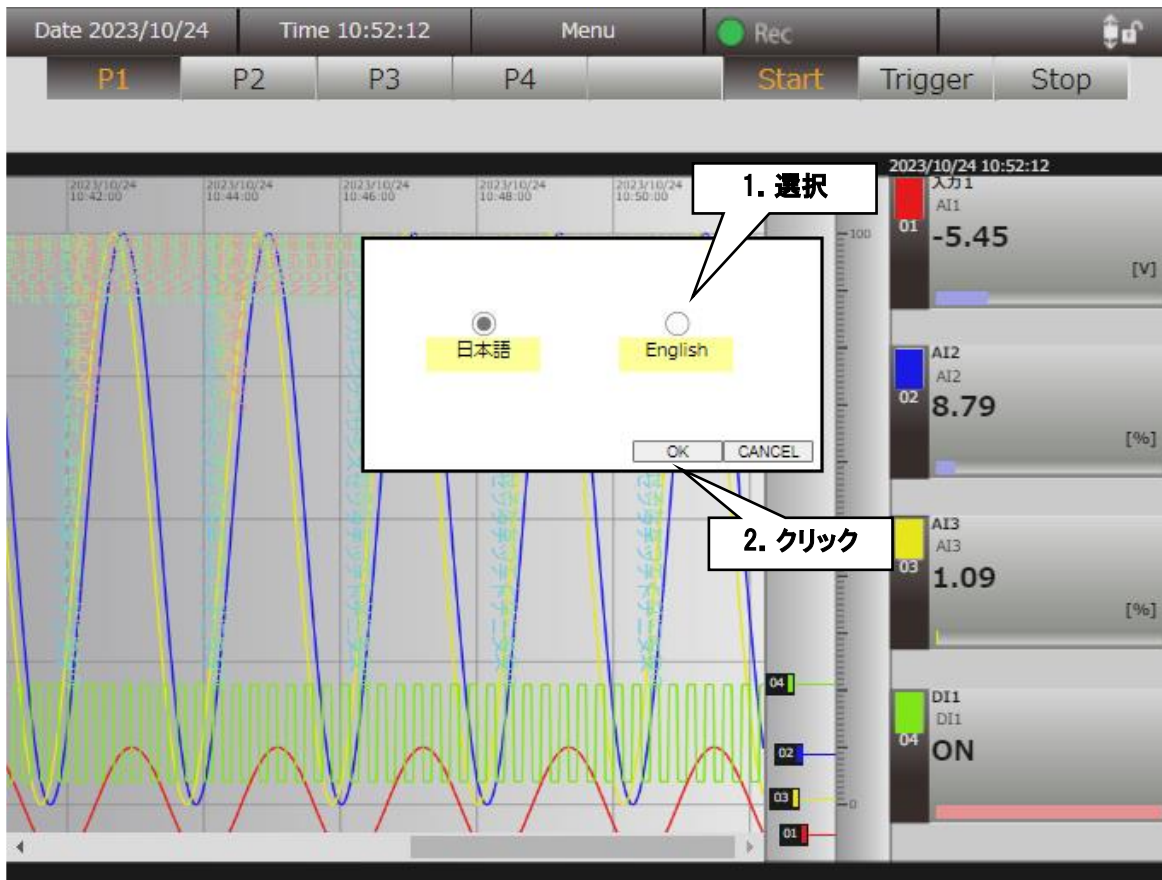 Date 2023/10/24 Time 10:52:12 Menu Rec
P1 P2 P3 P4 Start Trigger Stop
2023/10/24 10:52:12
2023/10/24 2023/10/24 2023/10/24 2023/10/24 2023/10/24
10:42:00 10:44:00 10:46:00 10:48:00 10:50:00
1. 選択
入力1
AI1
01
-5.45
[V]
100
日本語 English
OK CANCEL
2. クリック
AI2
AI2
02
8.79
[%]
AI3
AI3
03
1.09
[%]
DI1
DI1
04
ON
04
02
03
0
01